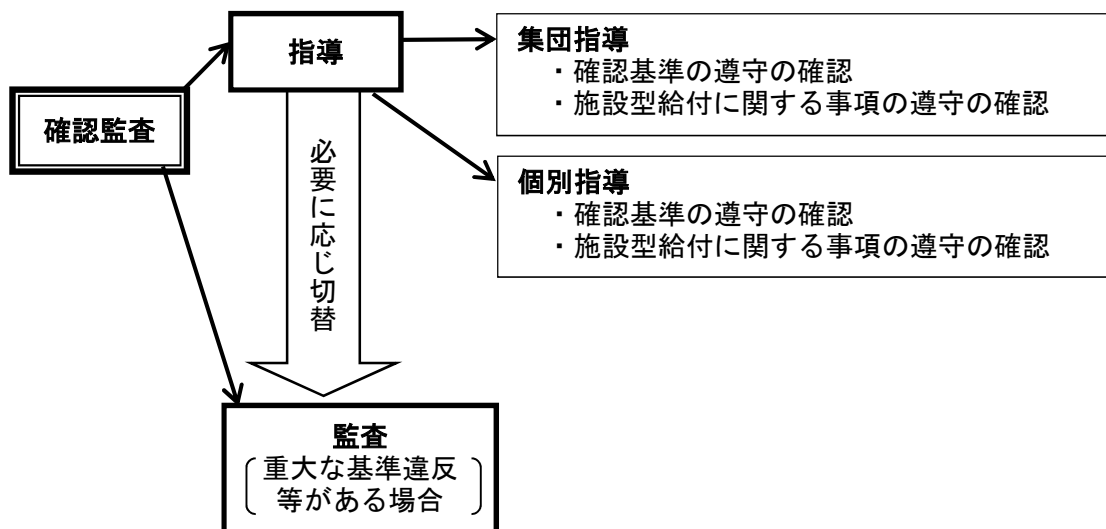 確認監査
指導
集団指導
・確認基準の遵守の確認
・施設型給付に関する事項の遵守の確認
個別指導
・確認基準の遵守の確認
・施設型給付に関する事項の遵守の確認
必要に応じ切替
監査
重大な基準違反
等がある場合